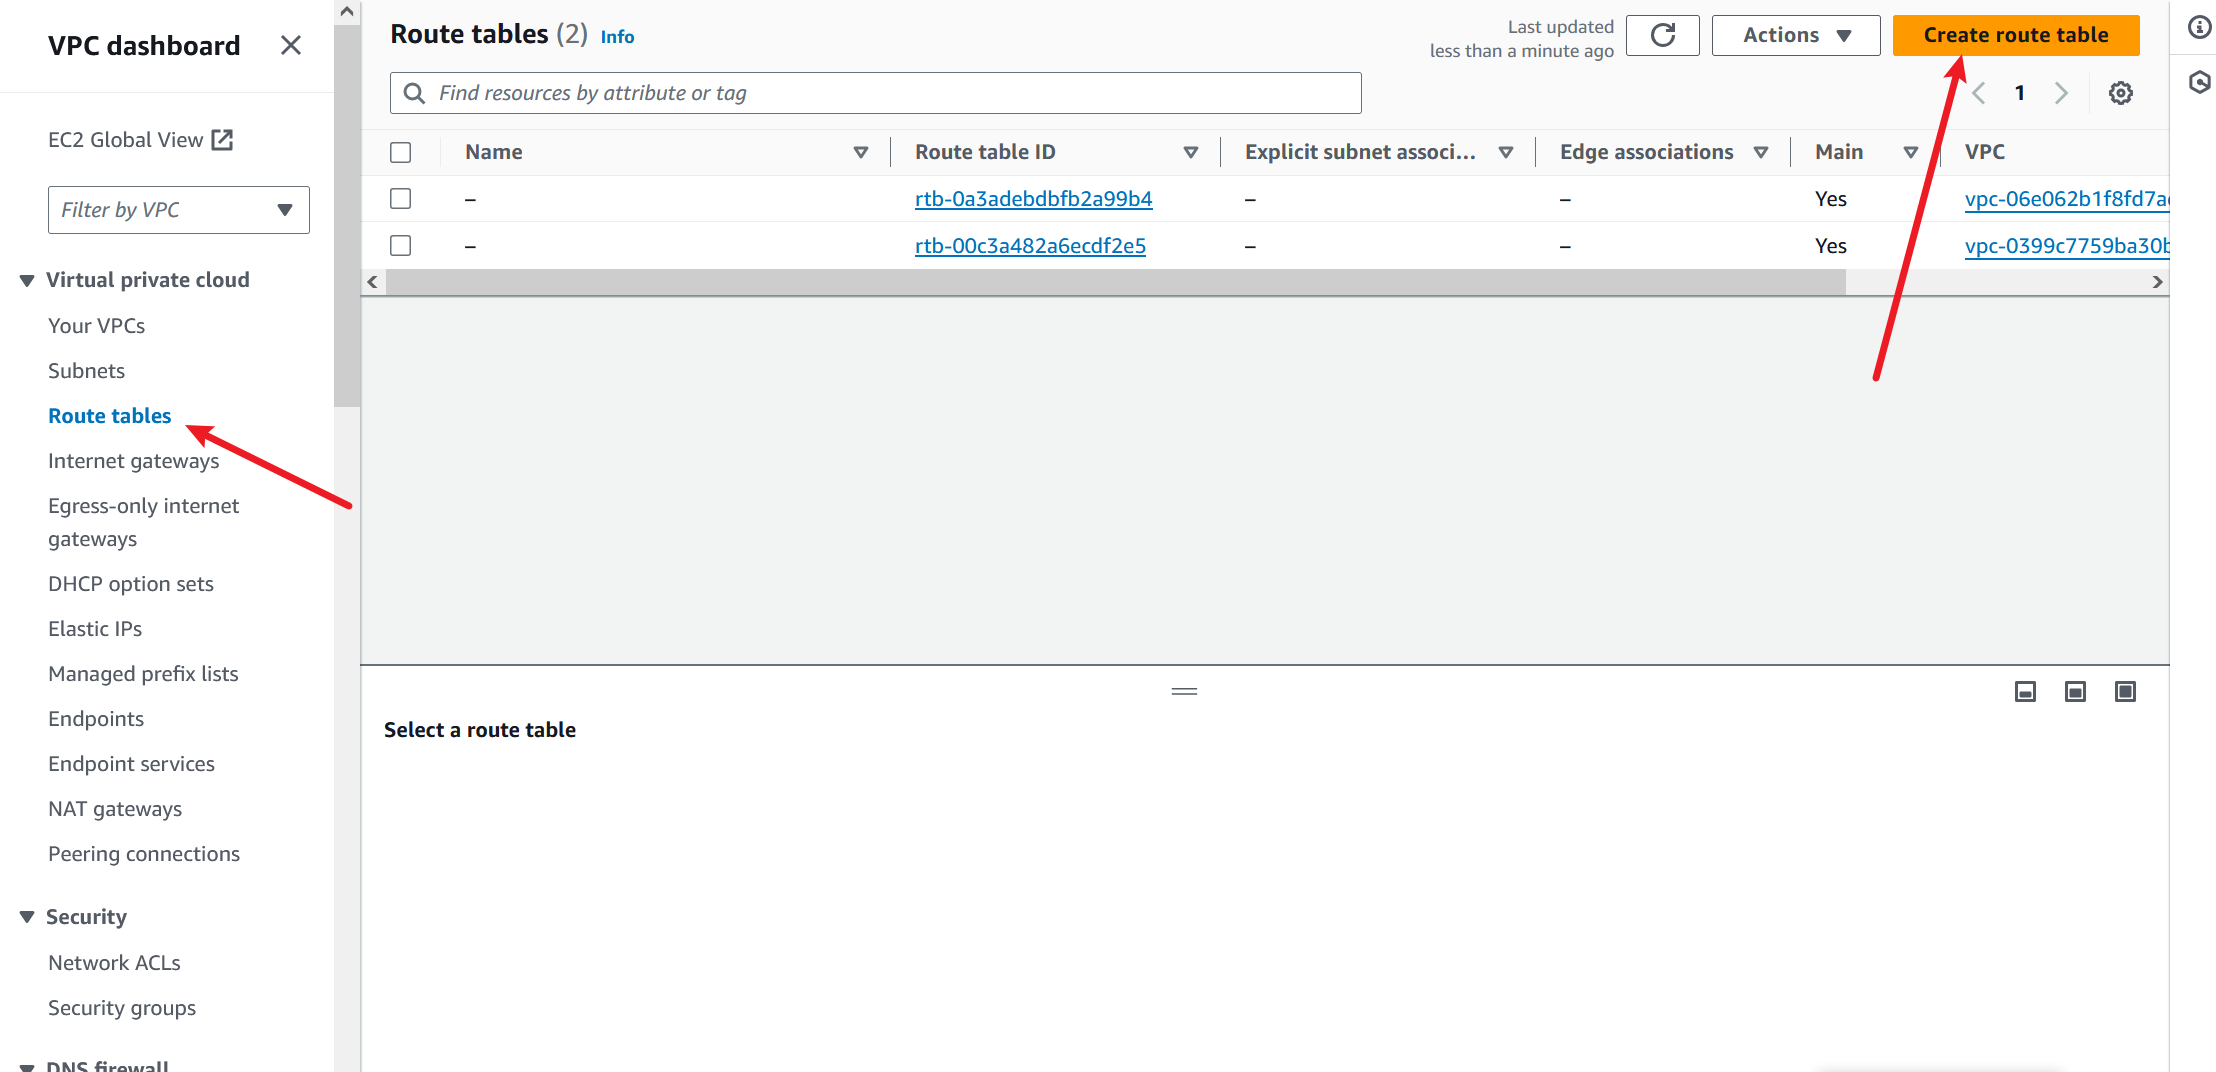 VPC dashboard
EC2 Global View
Filter by VPC
Virtual private cloud
Your VPCs
Subnets
Route tables
Internet gateways
Egress-only internet
gateways
DHCP option sets
Elastic IPs
Managed prefix lists
Endpoints
Endpoint services
NAT gateways
Peering connections
Security
Network ACLs
Security groups
DNS firewall
Route tables (2) Info
Last updated
less than a minute ago
Actions
Create route table
Find resources by attribute or tag
1
Name Route table ID Explicit subnet associ... Edge associations Main VPC
– rtb-0a3adebdbfb2a99b4 – – Yes vpc-06e062b1f8fd7a
– rtb-00c3a482a6ecdf2e5 – – Yes vpc-0399c7759ba30b
Select a route table